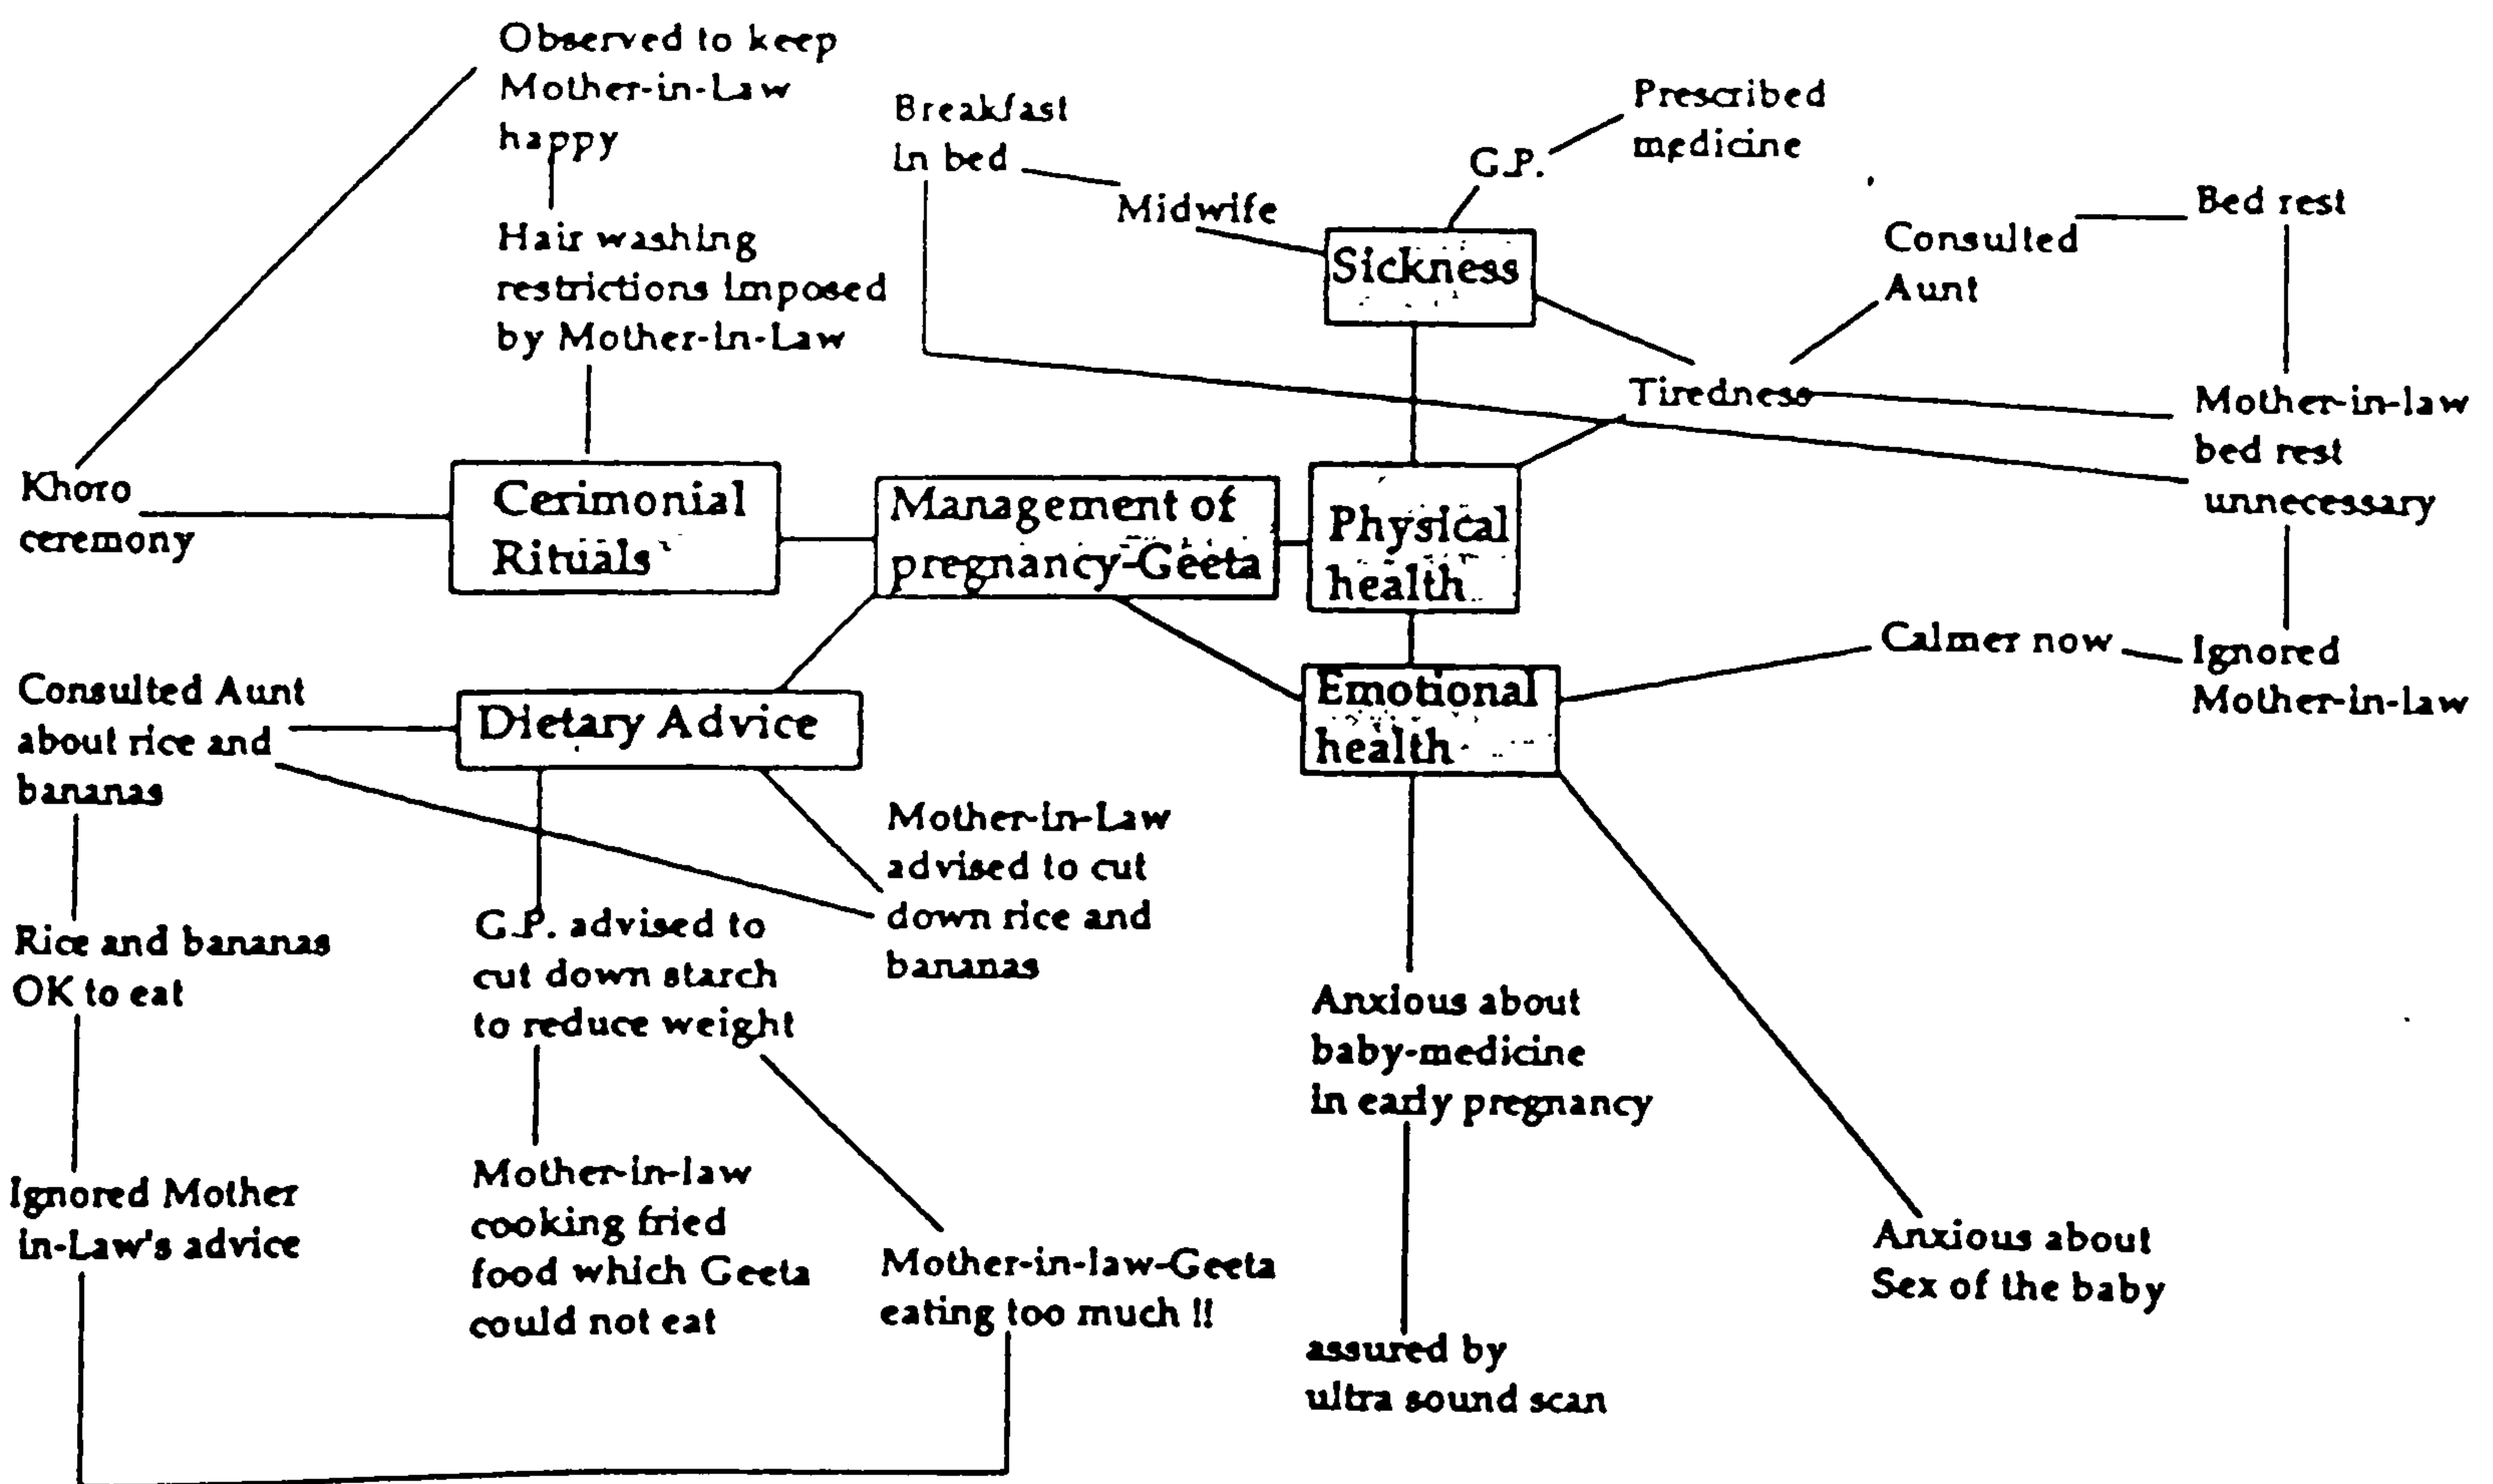 Observed to keep
Mother-in-Law
happy
Breakfast
in bed
Prescribed
medicine
G.P.
Midwife
Bed rest
Hair washing
restrictions imposed
by Mother-in-Law
Sickness
Consulted
Aunt
Tiredness
Mother-in-law
bed rest
unnecessary
Khoro
ceremony
Cerimonial
Rituals
Management of
pregnancy-Geeta
Physical
health
Calmer now
Ignored
Mother-in-law
Consulted Aunt
about rice and
bananas
Dietary Advice
Emotional
health
Mother-in-Law
advised to cut
down rice and
bananas
Rice and bananas
OK to eat
G.P. advised to
cut down starch
to reduce weight
Anxious about
baby-medicine
in early pregnancy
Ignored Mother
in-Law's advice
Mother-in-law
cooking fried
food which Geeta
could not eat
Mother-in-law-Geeta
eating too much !!
Anxious about
Sex of the baby
assured by
ultra sound scan